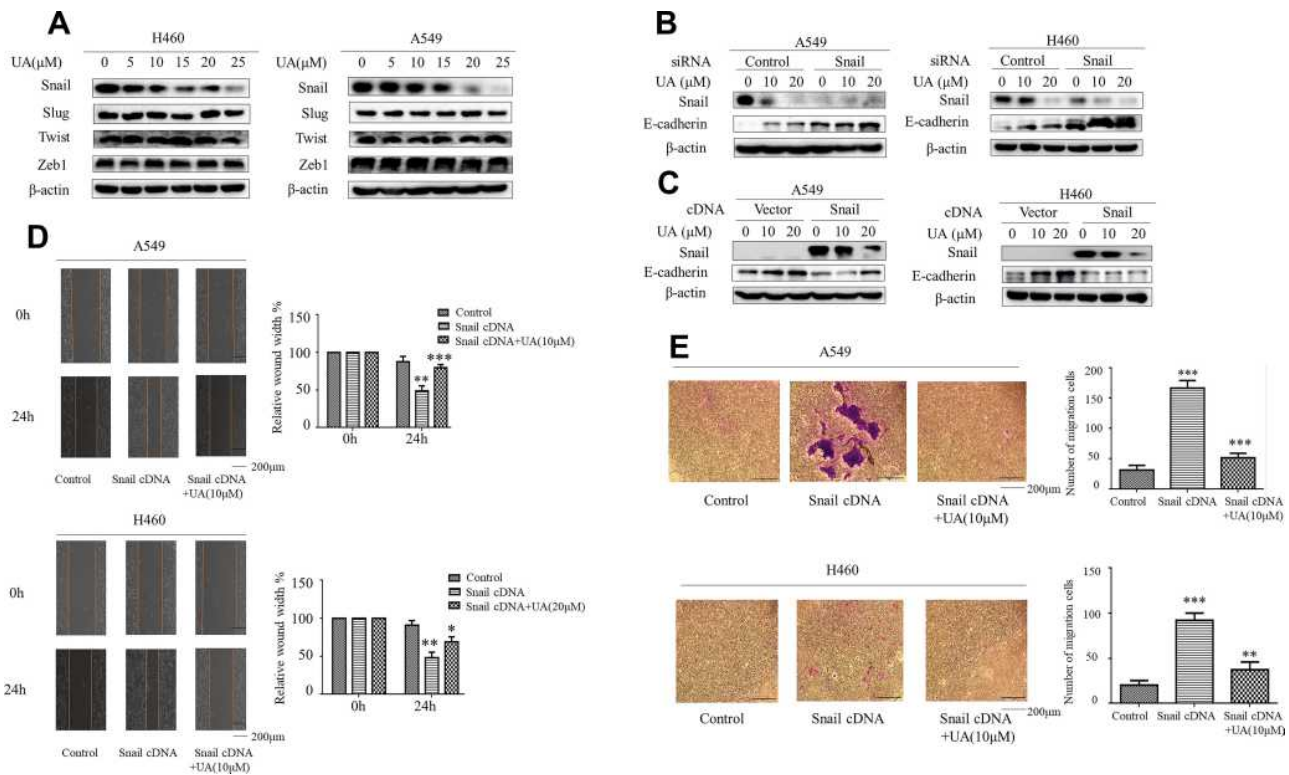 A
H460
UA(μM) 0 5 10 15 20 25
Snail
Slug
Twist
Zeb1
β-actin
A549
UA(μM) 0 5 10 15 20 25
Snail
Slug
Twist
Zeb1
β-actin
B
A549
siRNA Control Snail
UA (μM) 0 10 20 0 10 20
Snail
E-cadherin
β-actin
H460
siRNA Control Snail
UA (μM) 0 10 20 0 10 20
Snail
E-cadherin
β-actin
C
A549
cDNA Vector Snail
UA (μM) 0 10 20 0 10 20
Snail
E-cadherin
β-actin
H460
cDNA Vector Snail
UA (μM) 0 10 20 0 10 20
Snail
E-cadherin
β-actin
D
A549
0h
24h
200μm
Control Snail cDNA Snail cDNA
+UA(10μM)
Relative wound width %
150
100
50
0
0h 24h
Control
Snail cDNA
Snail cDNA+UA(10μM)
** ***
H460
0h
24h
200μm
Control Snail cDNA Snail cDNA
+UA(10μM)
Relative wound width %
150
100
50
0
0h 24h
Control
Snail cDNA
Snail cDNA+UA(20μM)
** *
E
A549
200μm
Control Snail cDNA Snail cDNA
+UA(10μM)
Number of migration cells
200
150
100
50
0
*** ***
Control Snail cDNA Snail cDNA
+UA(10μM)
H460
200μm
Control Snail cDNA Snail cDNA
+UA(10μM)
Number of migration cells
150
100
50
0
*** **
Control Snail cDNA Snail cDNA
+UA(10μM)